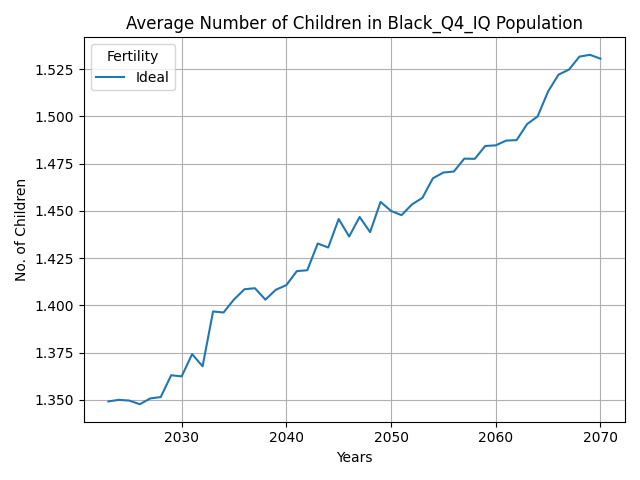 Average Number of Children in Black_Q4_IQ Population
Fertility
Ideal
1.525
1.500
1.475
1.450
1.425
1.400
1.375
1.350
No. of Children
2030 2040 2050 2060 2070
Years